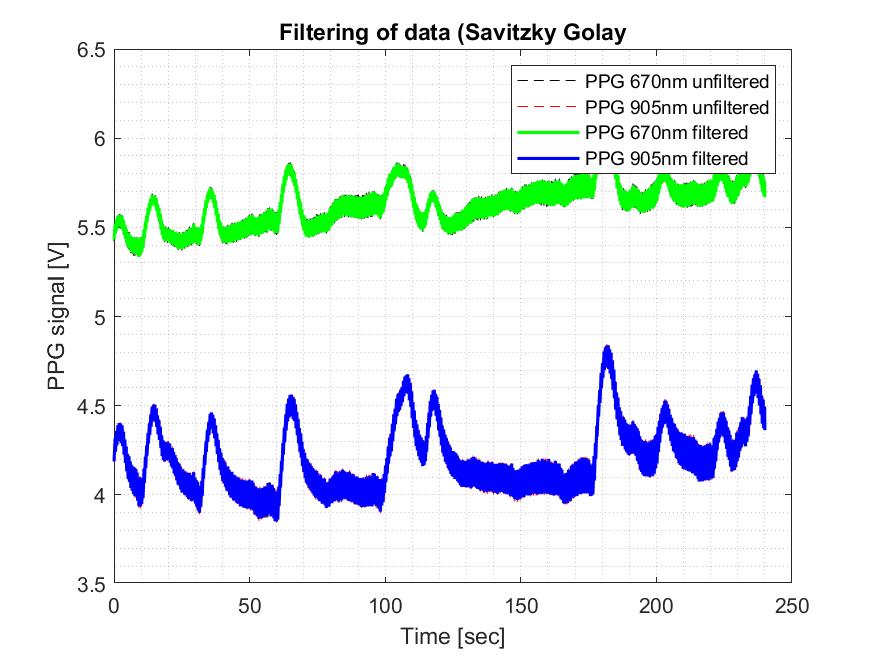 Filtering of data (Savitzky Golay
6.5
6
5.5
5
4.5
4
3.5
PPG signal [V]
PPG 670nm unfiltered
PPG 905nm unfiltered
PPG 670nm filtered
PPG 905nm filtered
0 50 100 150 200 250
Time [sec]